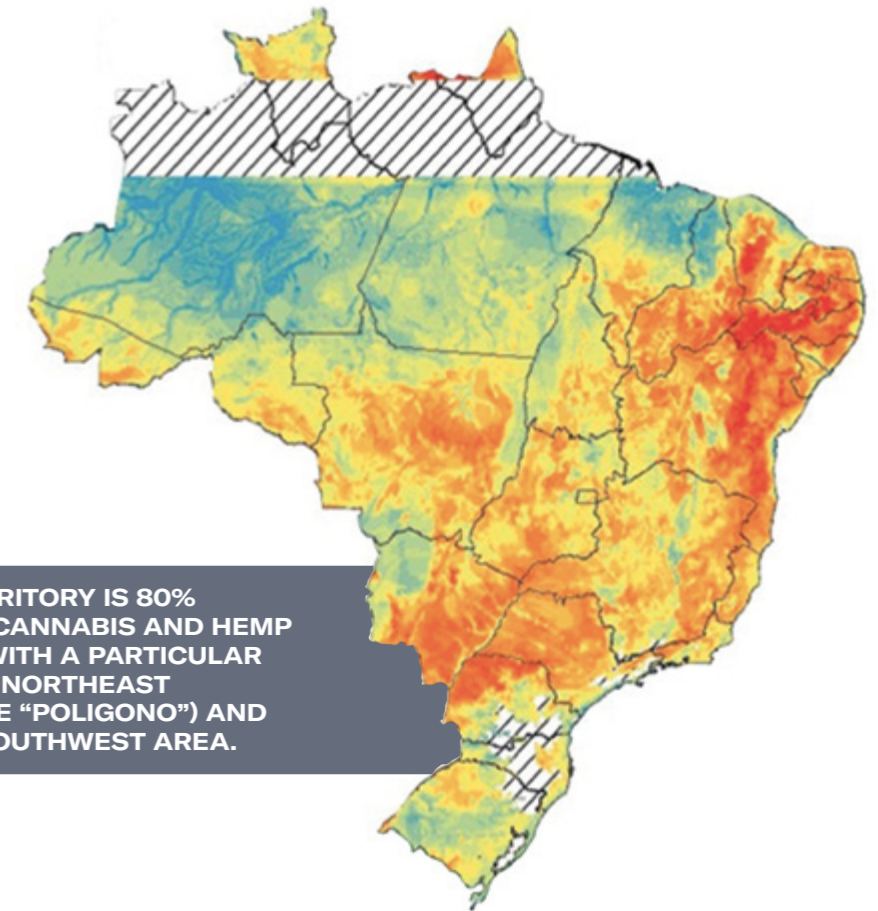 RITORY IS 80%
CANNABIS AND HEMP
WITH A PARTICULAR
NORTHEAST
E “POLIGONO”) AND
OUTHWEST AREA.